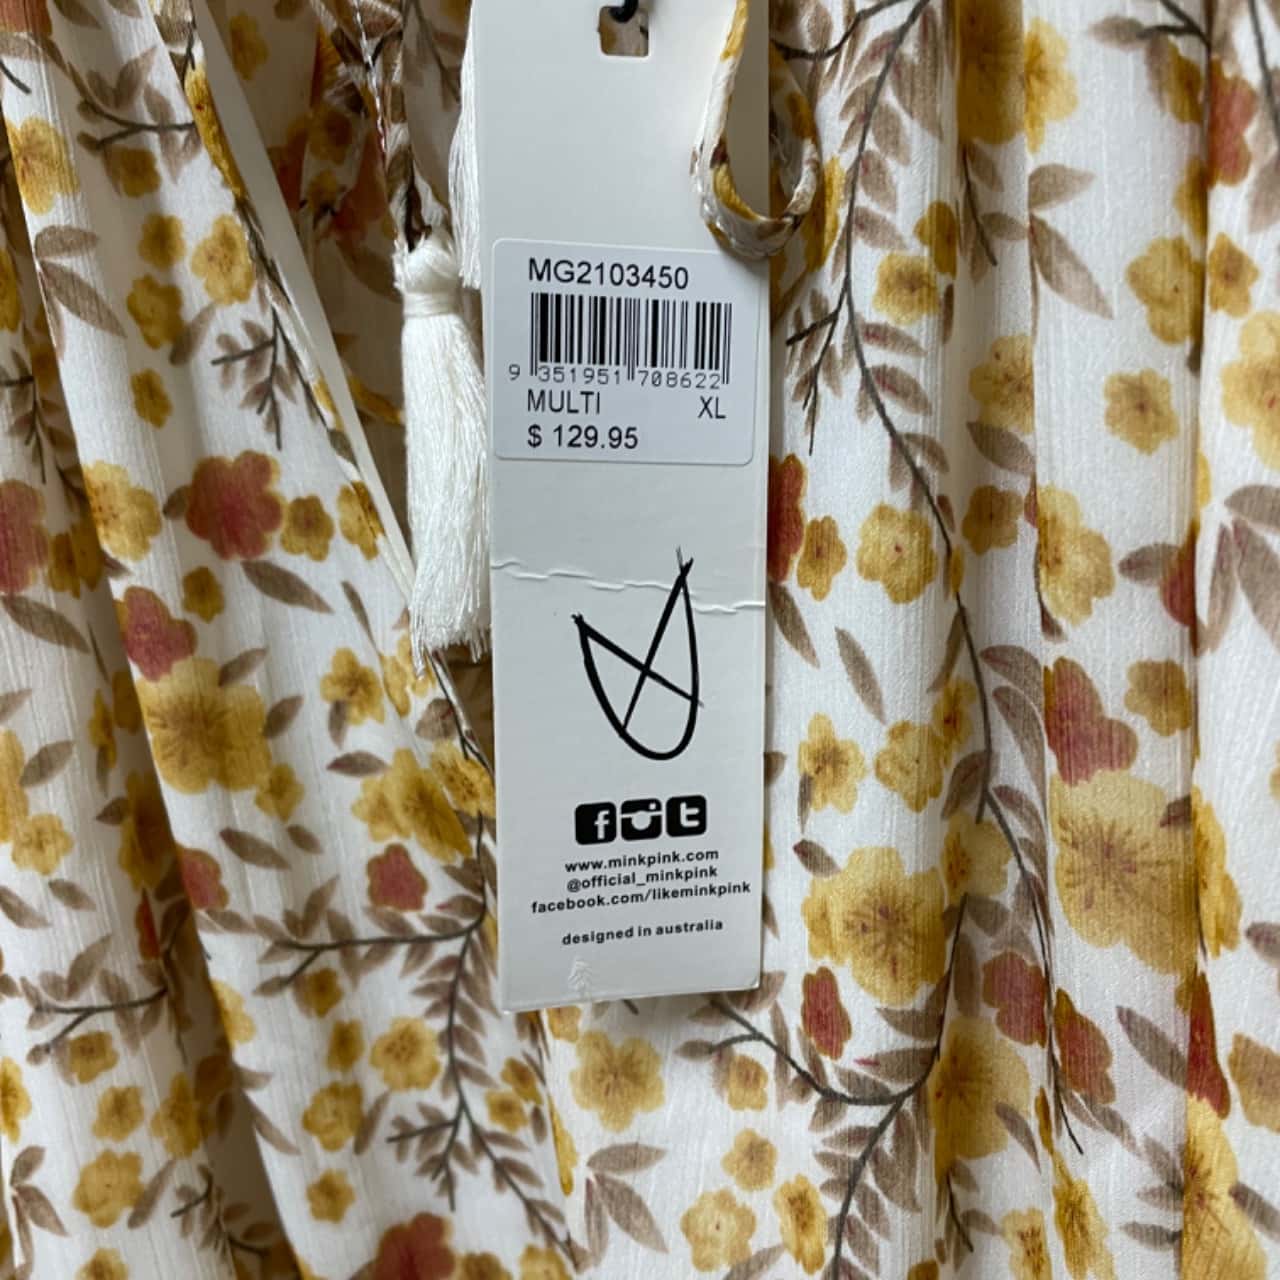 MG2103450
9 351951 708622
MULTI XL
$ 129.95
www.minkpink.com
@official_minkpink
facebook.com/likeminkpink
designed in australia